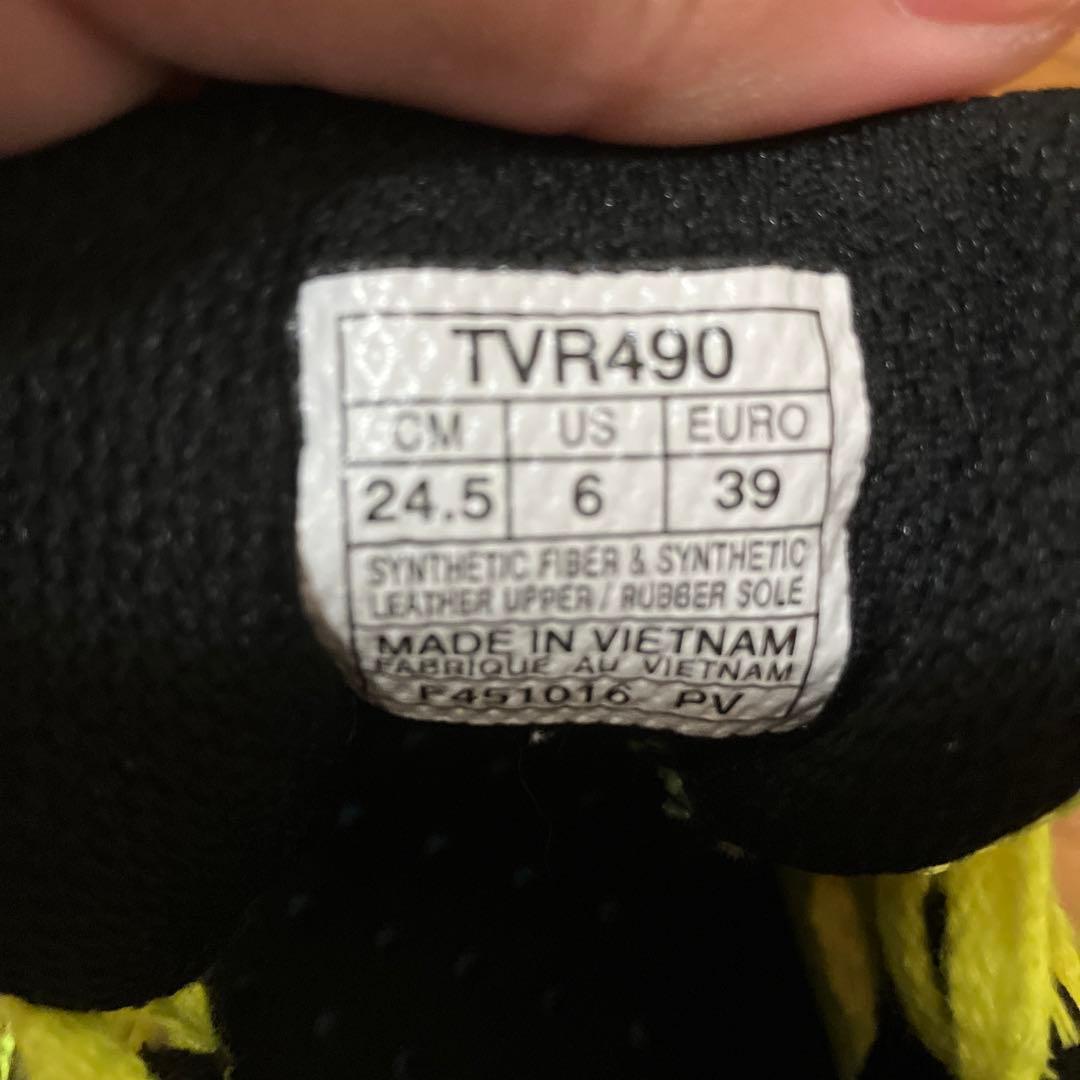 TVR490
CM US EURO
24.5 6 39
SYNTHETIC FIBER & SYNTHETIC
LEATHER UPPER / RUBBER SOLE
MADE IN VIETNAM
FABRIQUE AU VIETNAM
P451016 PV